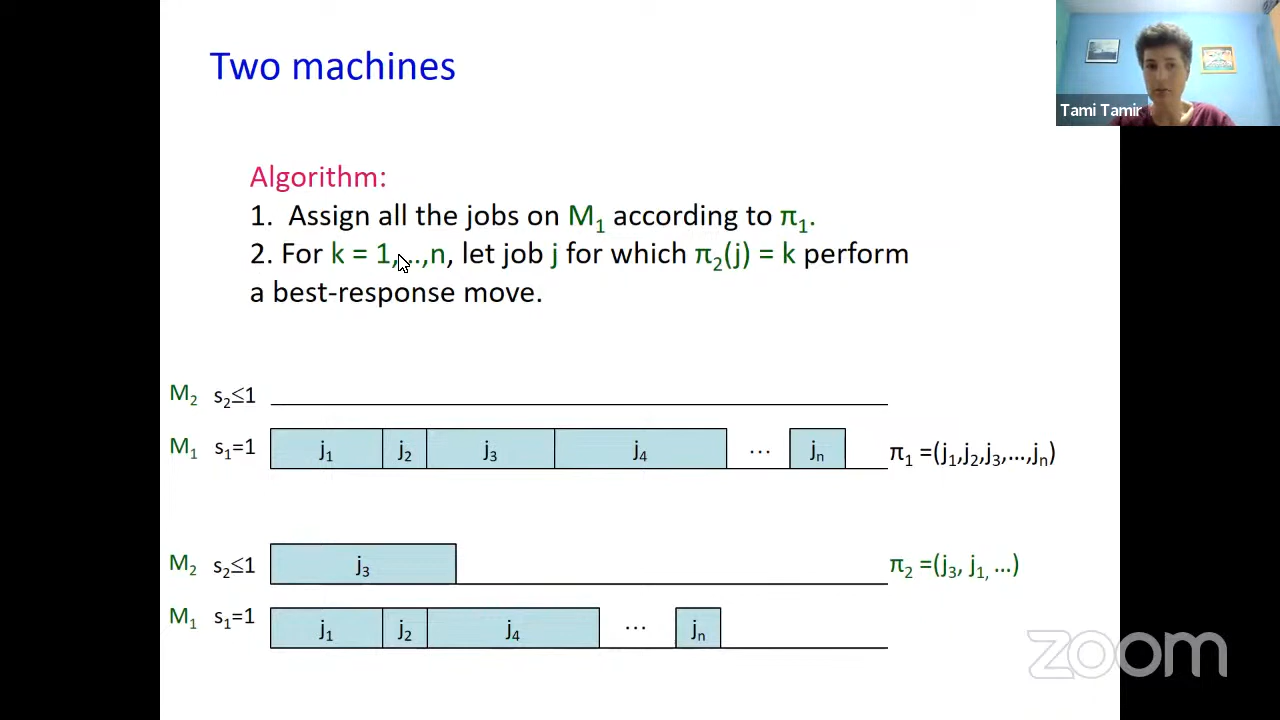 Two machines
Tami Tamir
Algorithm:
1. Assign all the jobs on M₁ according to π₁.
2. For k = 1,...,n, let job j for which π₂(j) = k perform
a best-response move.
M₂ s₂≤1
M₁ s₁=1 j₁ j₂ j₃ j₄ ... jₙ π₁ =(j₁,j₂,j₃,...,jₙ)
M₂ s₂≤1 j₃ π₂ =(j₃, j₁, ...)
M₁ s₁=1 j₁ j₂ j₄ ... jₙ
zoom